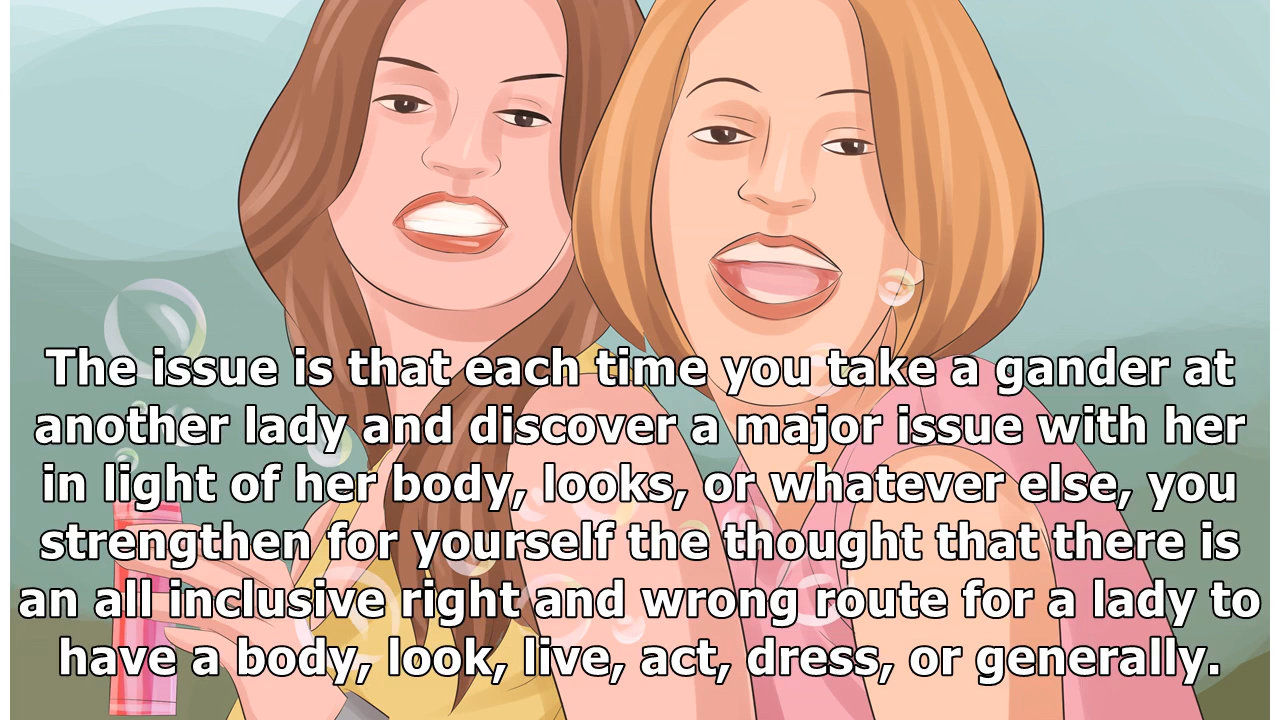 The issue is that each time you take a gander at
another lady and discover a major issue with her
in light of her body, looks, or whatever else, you
strengthen for yourself the thought that there is
an all inclusive right and wrong route for a lady to
have a body, look, live, act, dress, or generally.